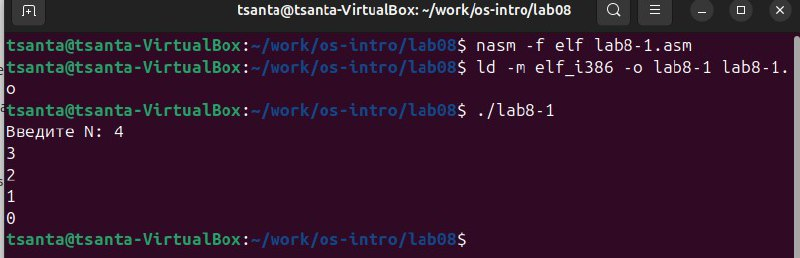 tsanta@tsanta-VirtualBox: ~/work/os-intro/lab08
tsanta@tsanta-VirtualBox:~/work/os-intro/lab08$ nasm -f elf lab8-1.asm
tsanta@tsanta-VirtualBox:~/work/os-intro/lab08$ ld -m elf_i386 -o lab8-1 lab8-1.
o
tsanta@tsanta-VirtualBox:~/work/os-intro/lab08$ ./lab8-1
Введите N: 4
3
2
1
0
tsanta@tsanta-VirtualBox:~/work/os-intro/lab08$